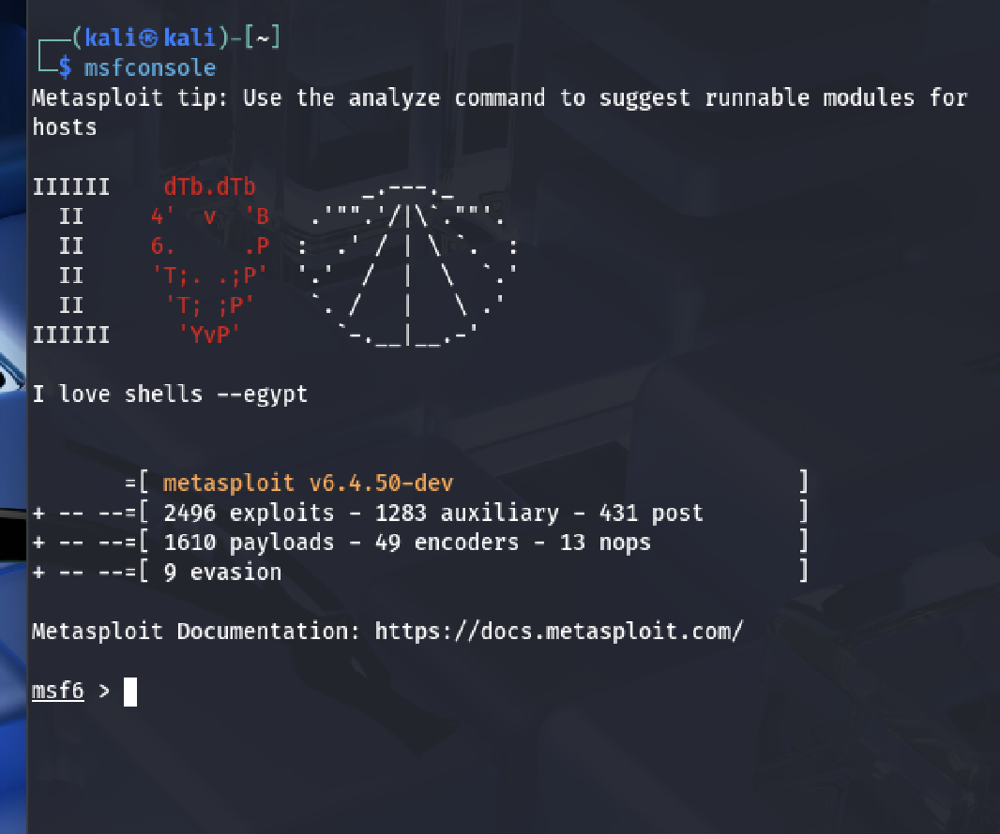 ┌──(kali㉿kali)-[~]
└─$ msfconsole
Metasploit tip: Use the analyze command to suggest runnable modules for
hosts

IIIIII    dTb.dTb        _.---._
  II     4'  v  'B   .'"".'/|\`.""'.
  II     6.     .P  :  .' / | \ `.  :
  II     'T;. .;P'  '.'  /  |  \  `.'
  II      'T; ;P'    `. /   |   \ .'
IIIIII     'YvP'       `-.__|__.-'

I love shells --egypt


       =[ metasploit v6.4.50-dev                          ]
+ -- --=[ 2496 exploits - 1283 auxiliary - 431 post       ]
+ -- --=[ 1610 payloads - 49 encoders - 13 nops           ]
+ -- --=[ 9 evasion                                       ]

Metasploit Documentation: https://docs.metasploit.com/

msf6 >